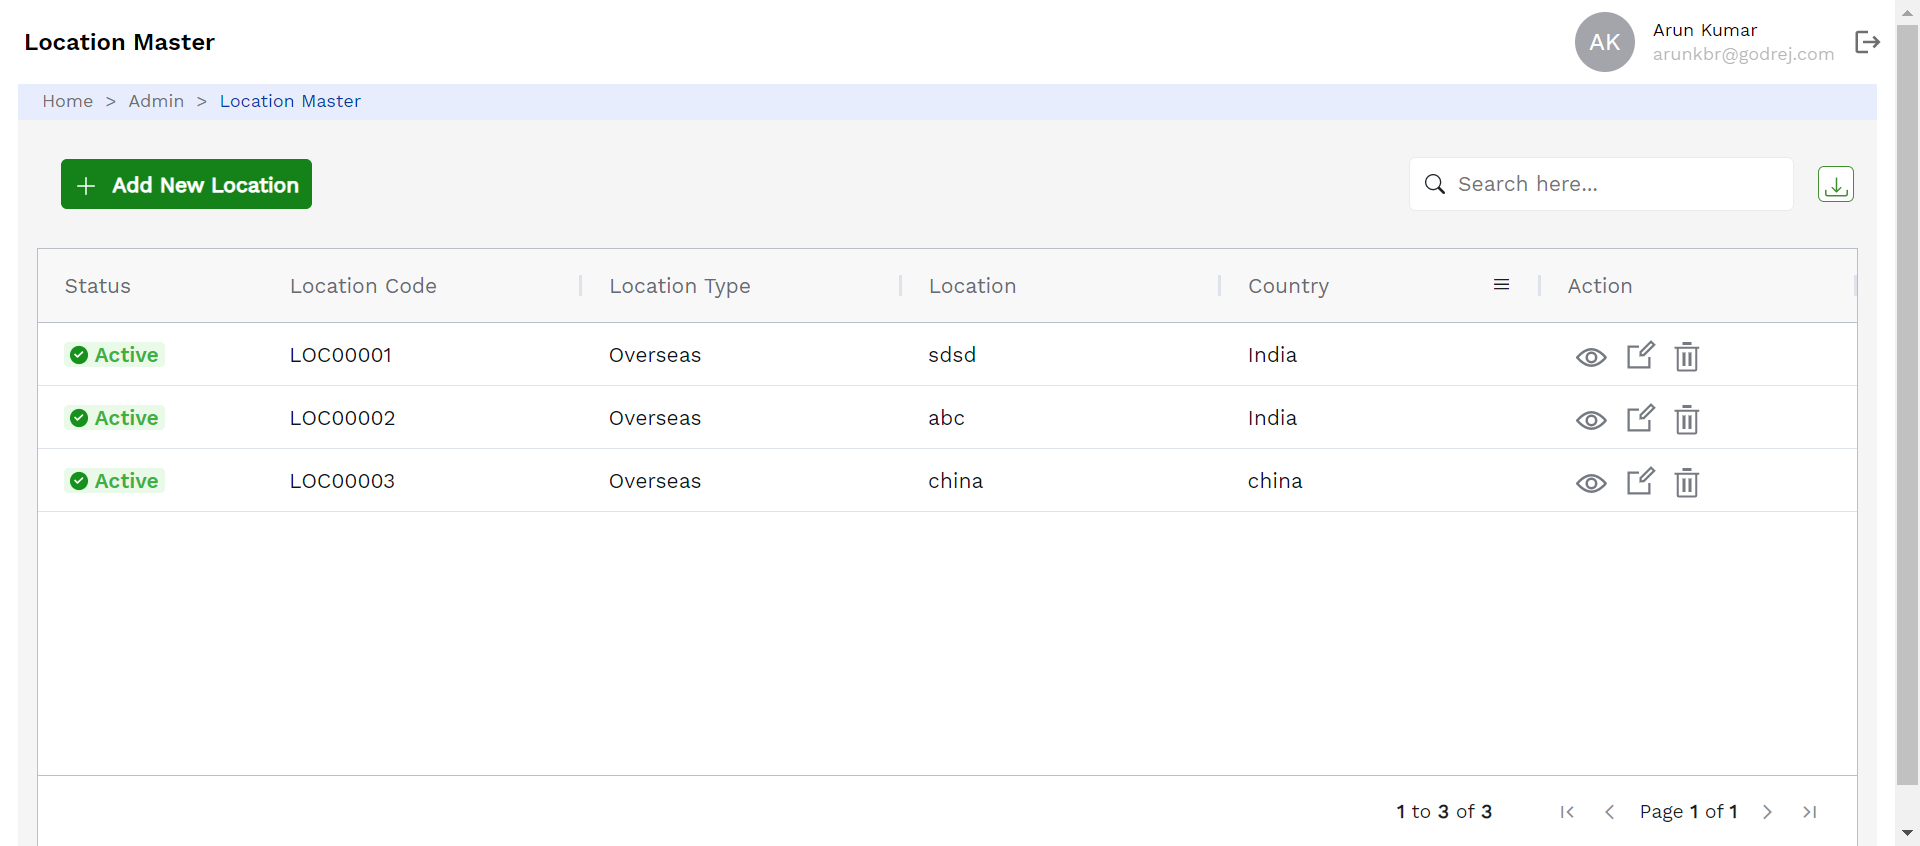 Location Master
AK
Arun Kumar
arunkbr@godrej.com
Home > Admin > Location Master
Add New Location
Search here...
Status Location Code Location Type Location Country Action
Active LOC00001 Overseas sdsd India
Active LOC00002 Overseas abc India
Active LOC00003 Overseas china china
1 to 3 of 3 Page 1 of 1